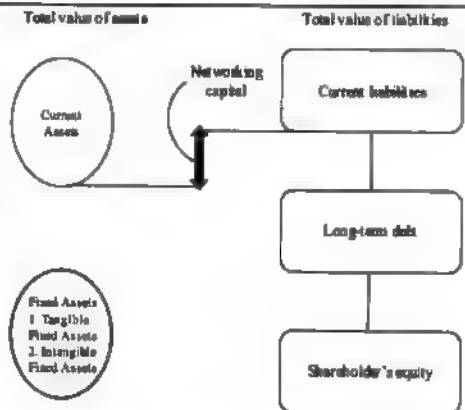 Total value of assets
Total value of liabilities
Networking
capital
Current
Assets
Current liabilities
Long-term debt
Fixed Assets
1. Tangible
Fixed Assets
2. Intangible
Fixed Assets
Shareholder's equity